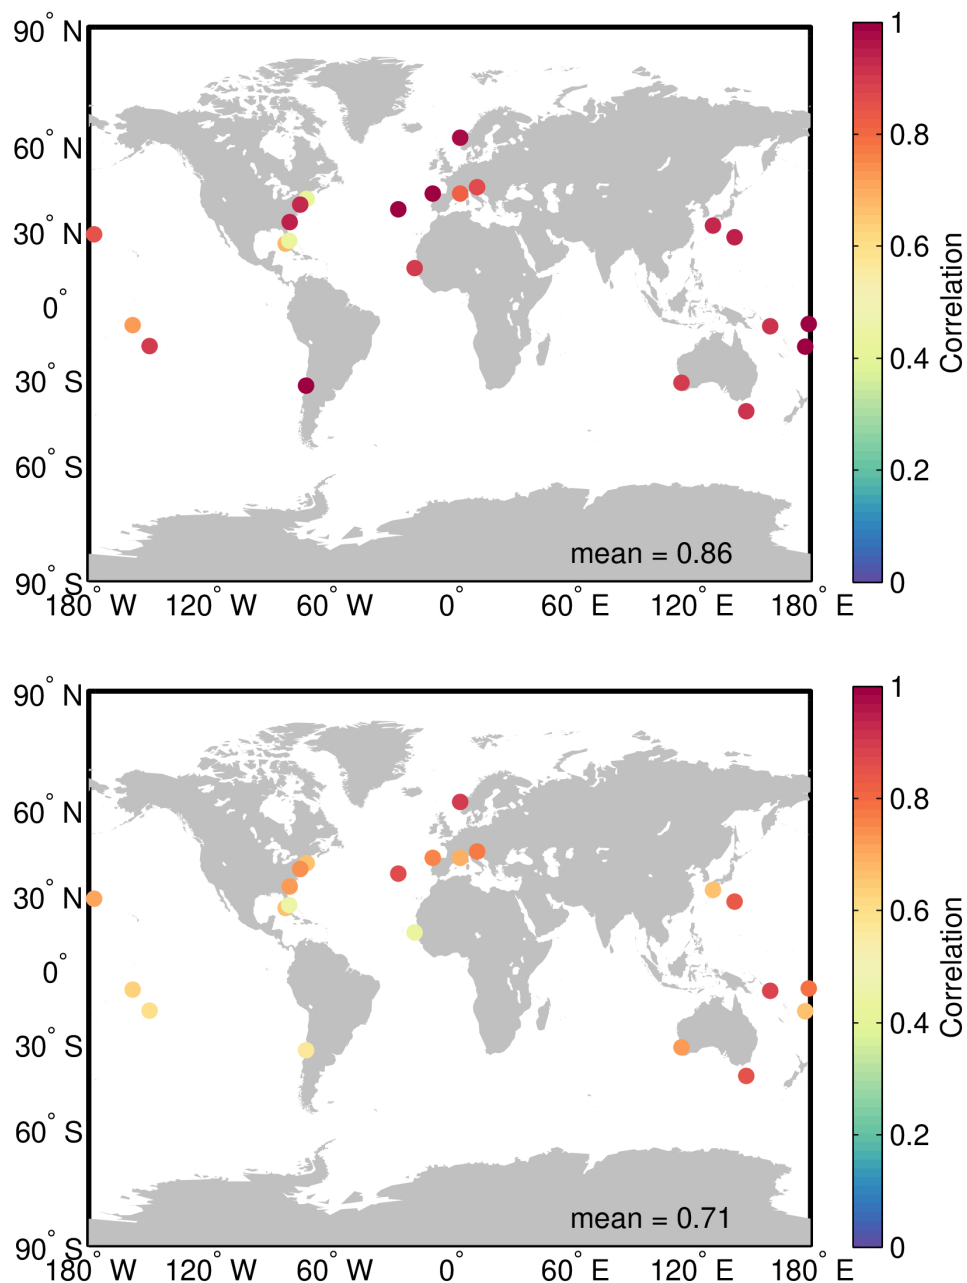 90° N
60° N
30° N
0°
30° S
60° S
90° S
180° W 120° W 60° W 0° 60° E 120° E 180° E
mean = 0.86
1
0.8
0.6
0.4
0.2
0
Correlation
90° N
60° N
30° N
0°
30° S
60° S
90° S
180° W 120° W 60° W 0° 60° E 120° E 180° E
mean = 0.71
1
0.8
0.6
0.4
0.2
0
Correlation